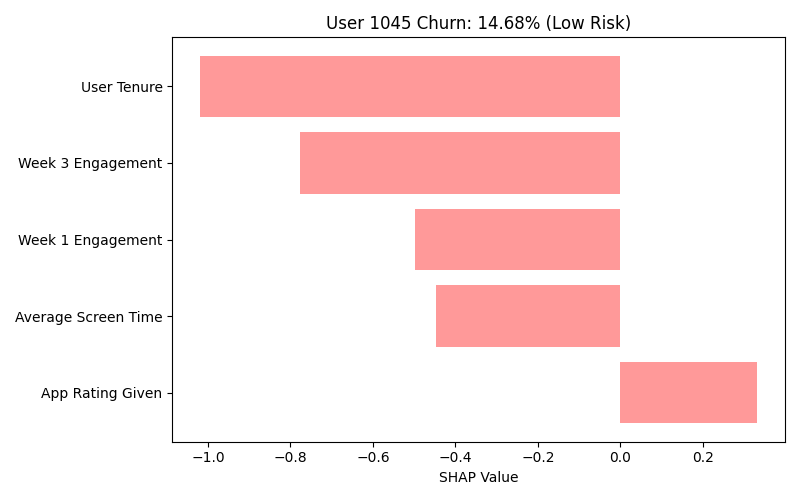 User 1045 Churn: 14.68% (Low Risk)
User Tenure
Week 3 Engagement
Week 1 Engagement
Average Screen Time
App Rating Given
−1.0 −0.8 −0.6 −0.4 −0.2 0.0 0.2
SHAP Value